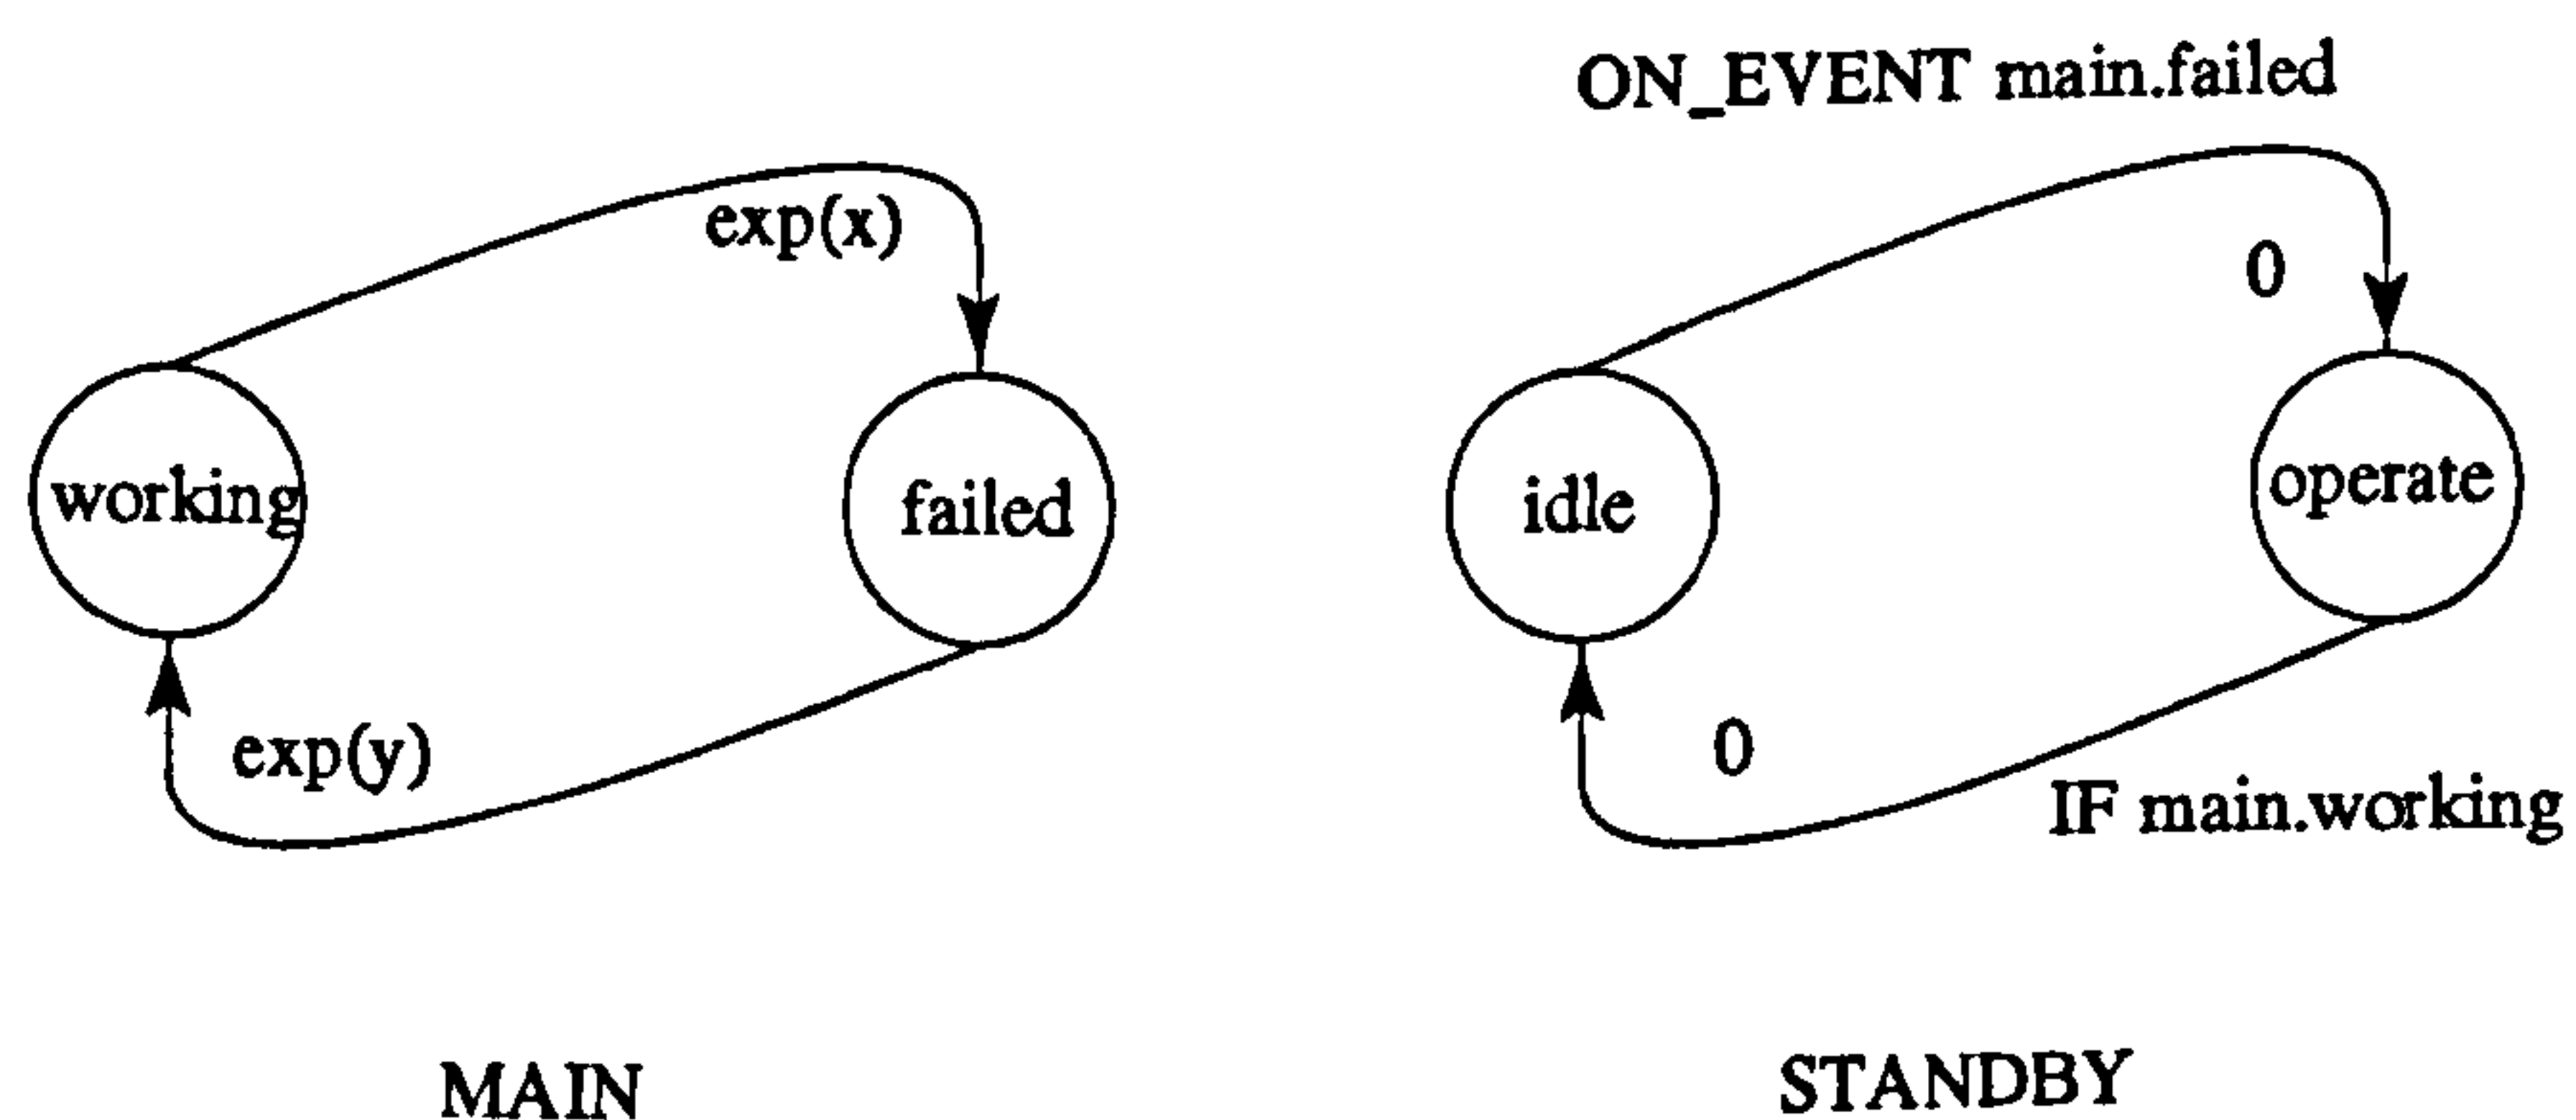 ON_EVENT main.failed
exp(x)
0
working
failed
idle
operate
exp(y)
0
IF main.working
MAIN
STANDBY